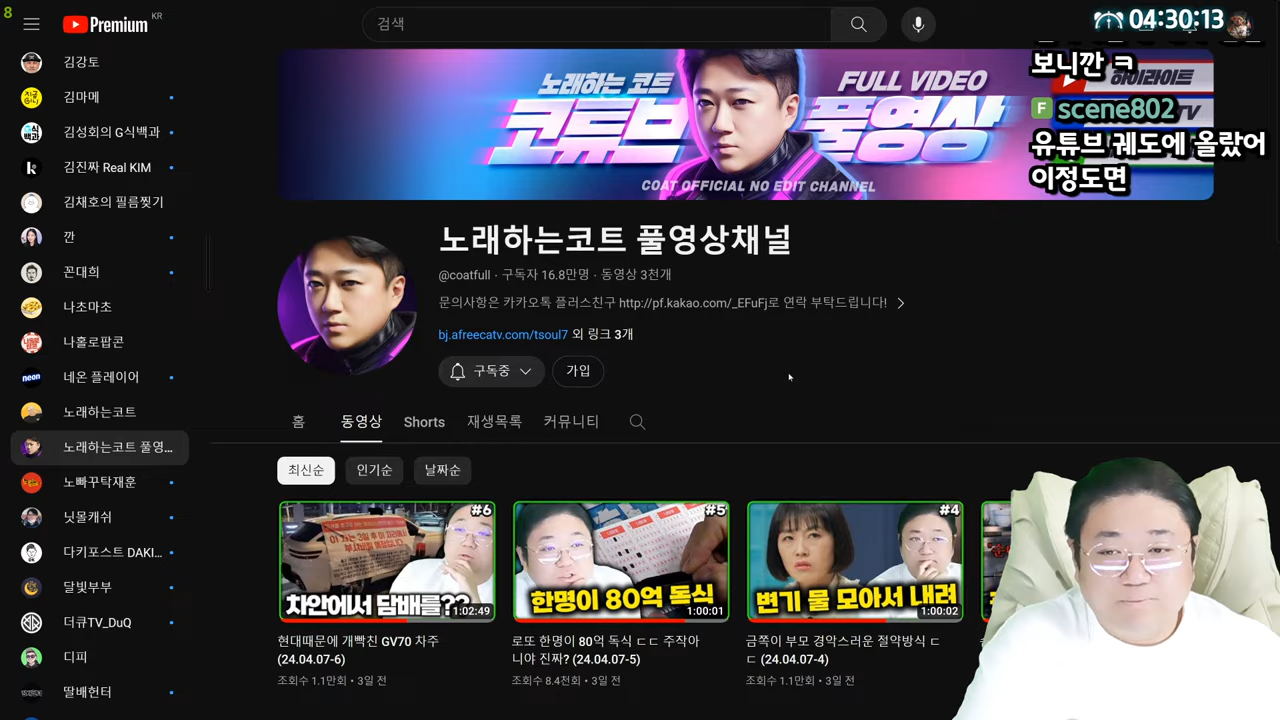 8
Premium KR
검색
04:30:13
김강토
김마메
김성회의 G식백과
김진짜 Real KIM
김채호의 필름찢기
깐
꼰대희
나초마초
나홀로팝콘
네온 플레이어
노래하는코트
노래하는코트 풀영...
노빠꾸탁재훈
닛몰캐쉬
다키포스트 DAKI...
달빛부부
더큐TV_DuQ
디피
딸배헌터
노래하는 코트
코튜브 풀영상
FULL VIDEO
COAT OFFICIAL NO EDIT CHANNEL
하이라이트
TV
보니깐 ㅋ
F scene802
유튜브 궤도에 올랐어
이정도면
노래하는코트 풀영상채널
@coatfull · 구독자 16.8만명 · 동영상 3천개
문의사항은 카카오톡 플러스친구 http://pf.kakao.com/_EFuFj로 연락 부탁드립니다!
bj.afreecatv.com/tsoul7 외 링크 3개
구독중
가입
홈
동영상
Shorts
재생목록
커뮤니티
최신순
인기순
날짜순
#6
차안에서 담배를??
1:02:49
현대때문에 개빡친 GV70 차주
(24.04.07-6)
조회수 1.1만회 • 3일 전
#5
한명이 80억 독식
1:00:01
로또 한명이 80억 독식 ㄷㄷ 주작아
니야 진짜? (24.04.07-5)
조회수 8.4천회 • 3일 전
#4
변기 물 모아서 내려
1:00:02
금쪽이 부모 경악스러운 절약방식 ㄷ
ㄷ (24.04.07-4)
조회수 1.1만회 • 3일 전